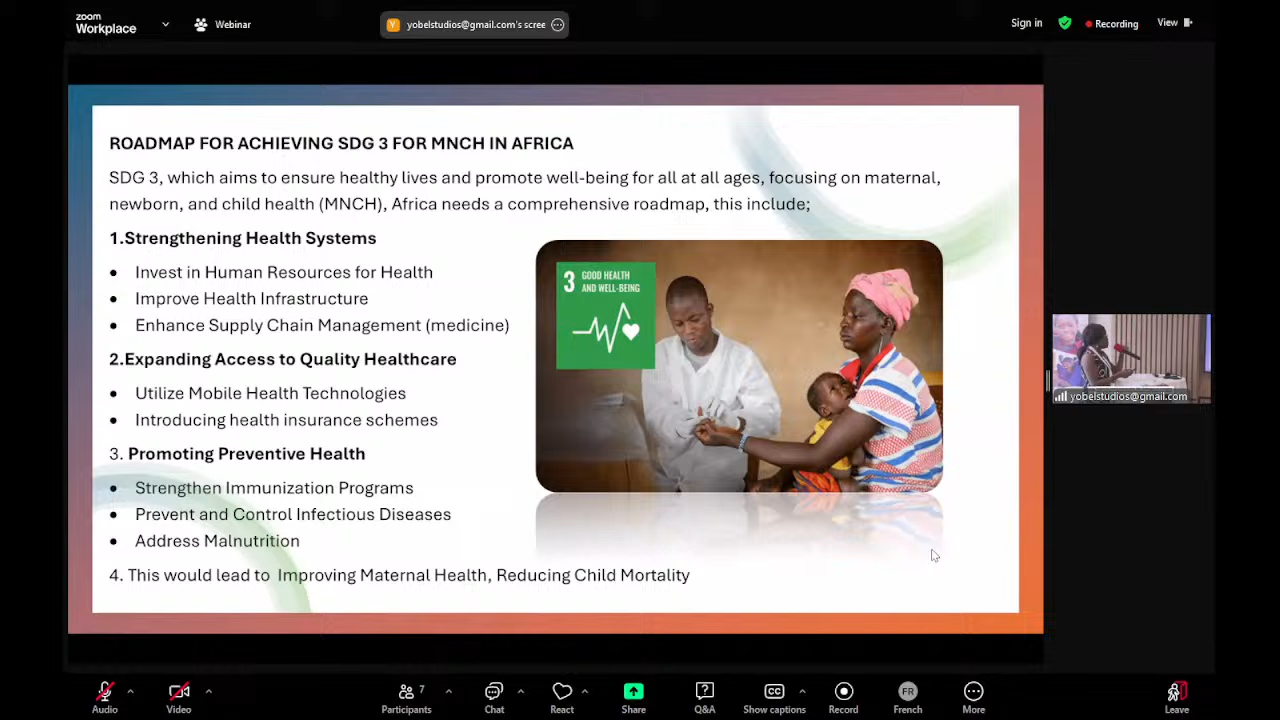 zoom
Workplace
Webinar
Y
yobelstudios@gmail.com's scree
Sign in
Recording
View
ROADMAP FOR ACHIEVING SDG 3 FOR MNCH IN AFRICA
SDG 3, which aims to ensure healthy lives and promote well-being for all at all ages, focusing on maternal,
newborn, and child health (MNCH), Africa needs a comprehensive roadmap, this include;
1.Strengthening Health Systems
• Invest in Human Resources for Health
• Improve Health Infrastructure
• Enhance Supply Chain Management (medicine)
2.Expanding Access to Quality Healthcare
• Utilize Mobile Health Technologies
• Introducing health insurance schemes
3. Promoting Preventive Health
• Strengthen Immunization Programs
• Prevent and Control Infectious Diseases
• Address Malnutrition
4. This would lead to Improving Maternal Health, Reducing Child Mortality
3 GOOD HEALTH
AND WELL-BEING
yobelstudios@gmail.com
Audio
Video
7
Participants
Chat
React
Share
Q&A
CC
Show captions
Record
FR
French
More
Leave